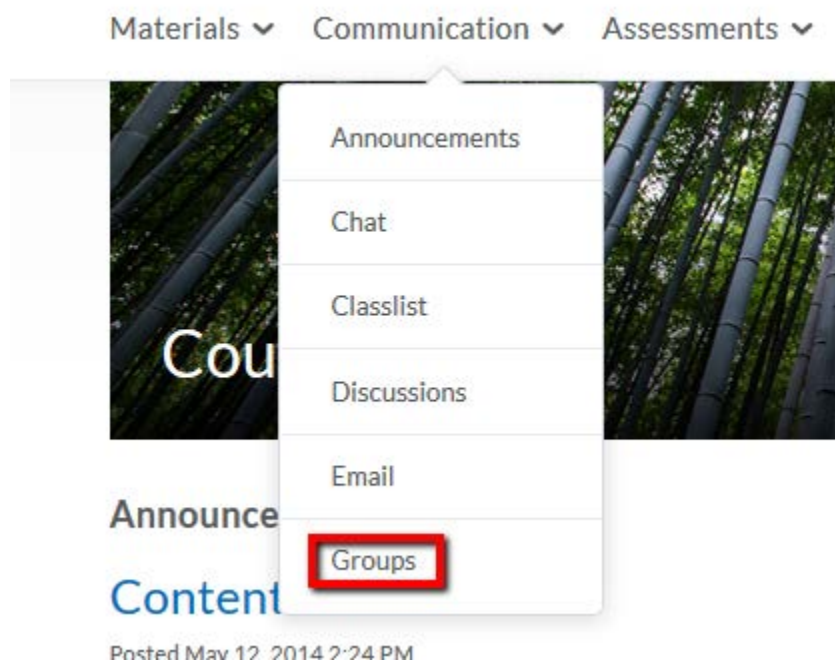 Materials Communication Assessments
Announcements
Chat
Classlist
Cou
Discussions
Email
Announce
Groups
Content
Posted May 12, 2014 2:24 PM